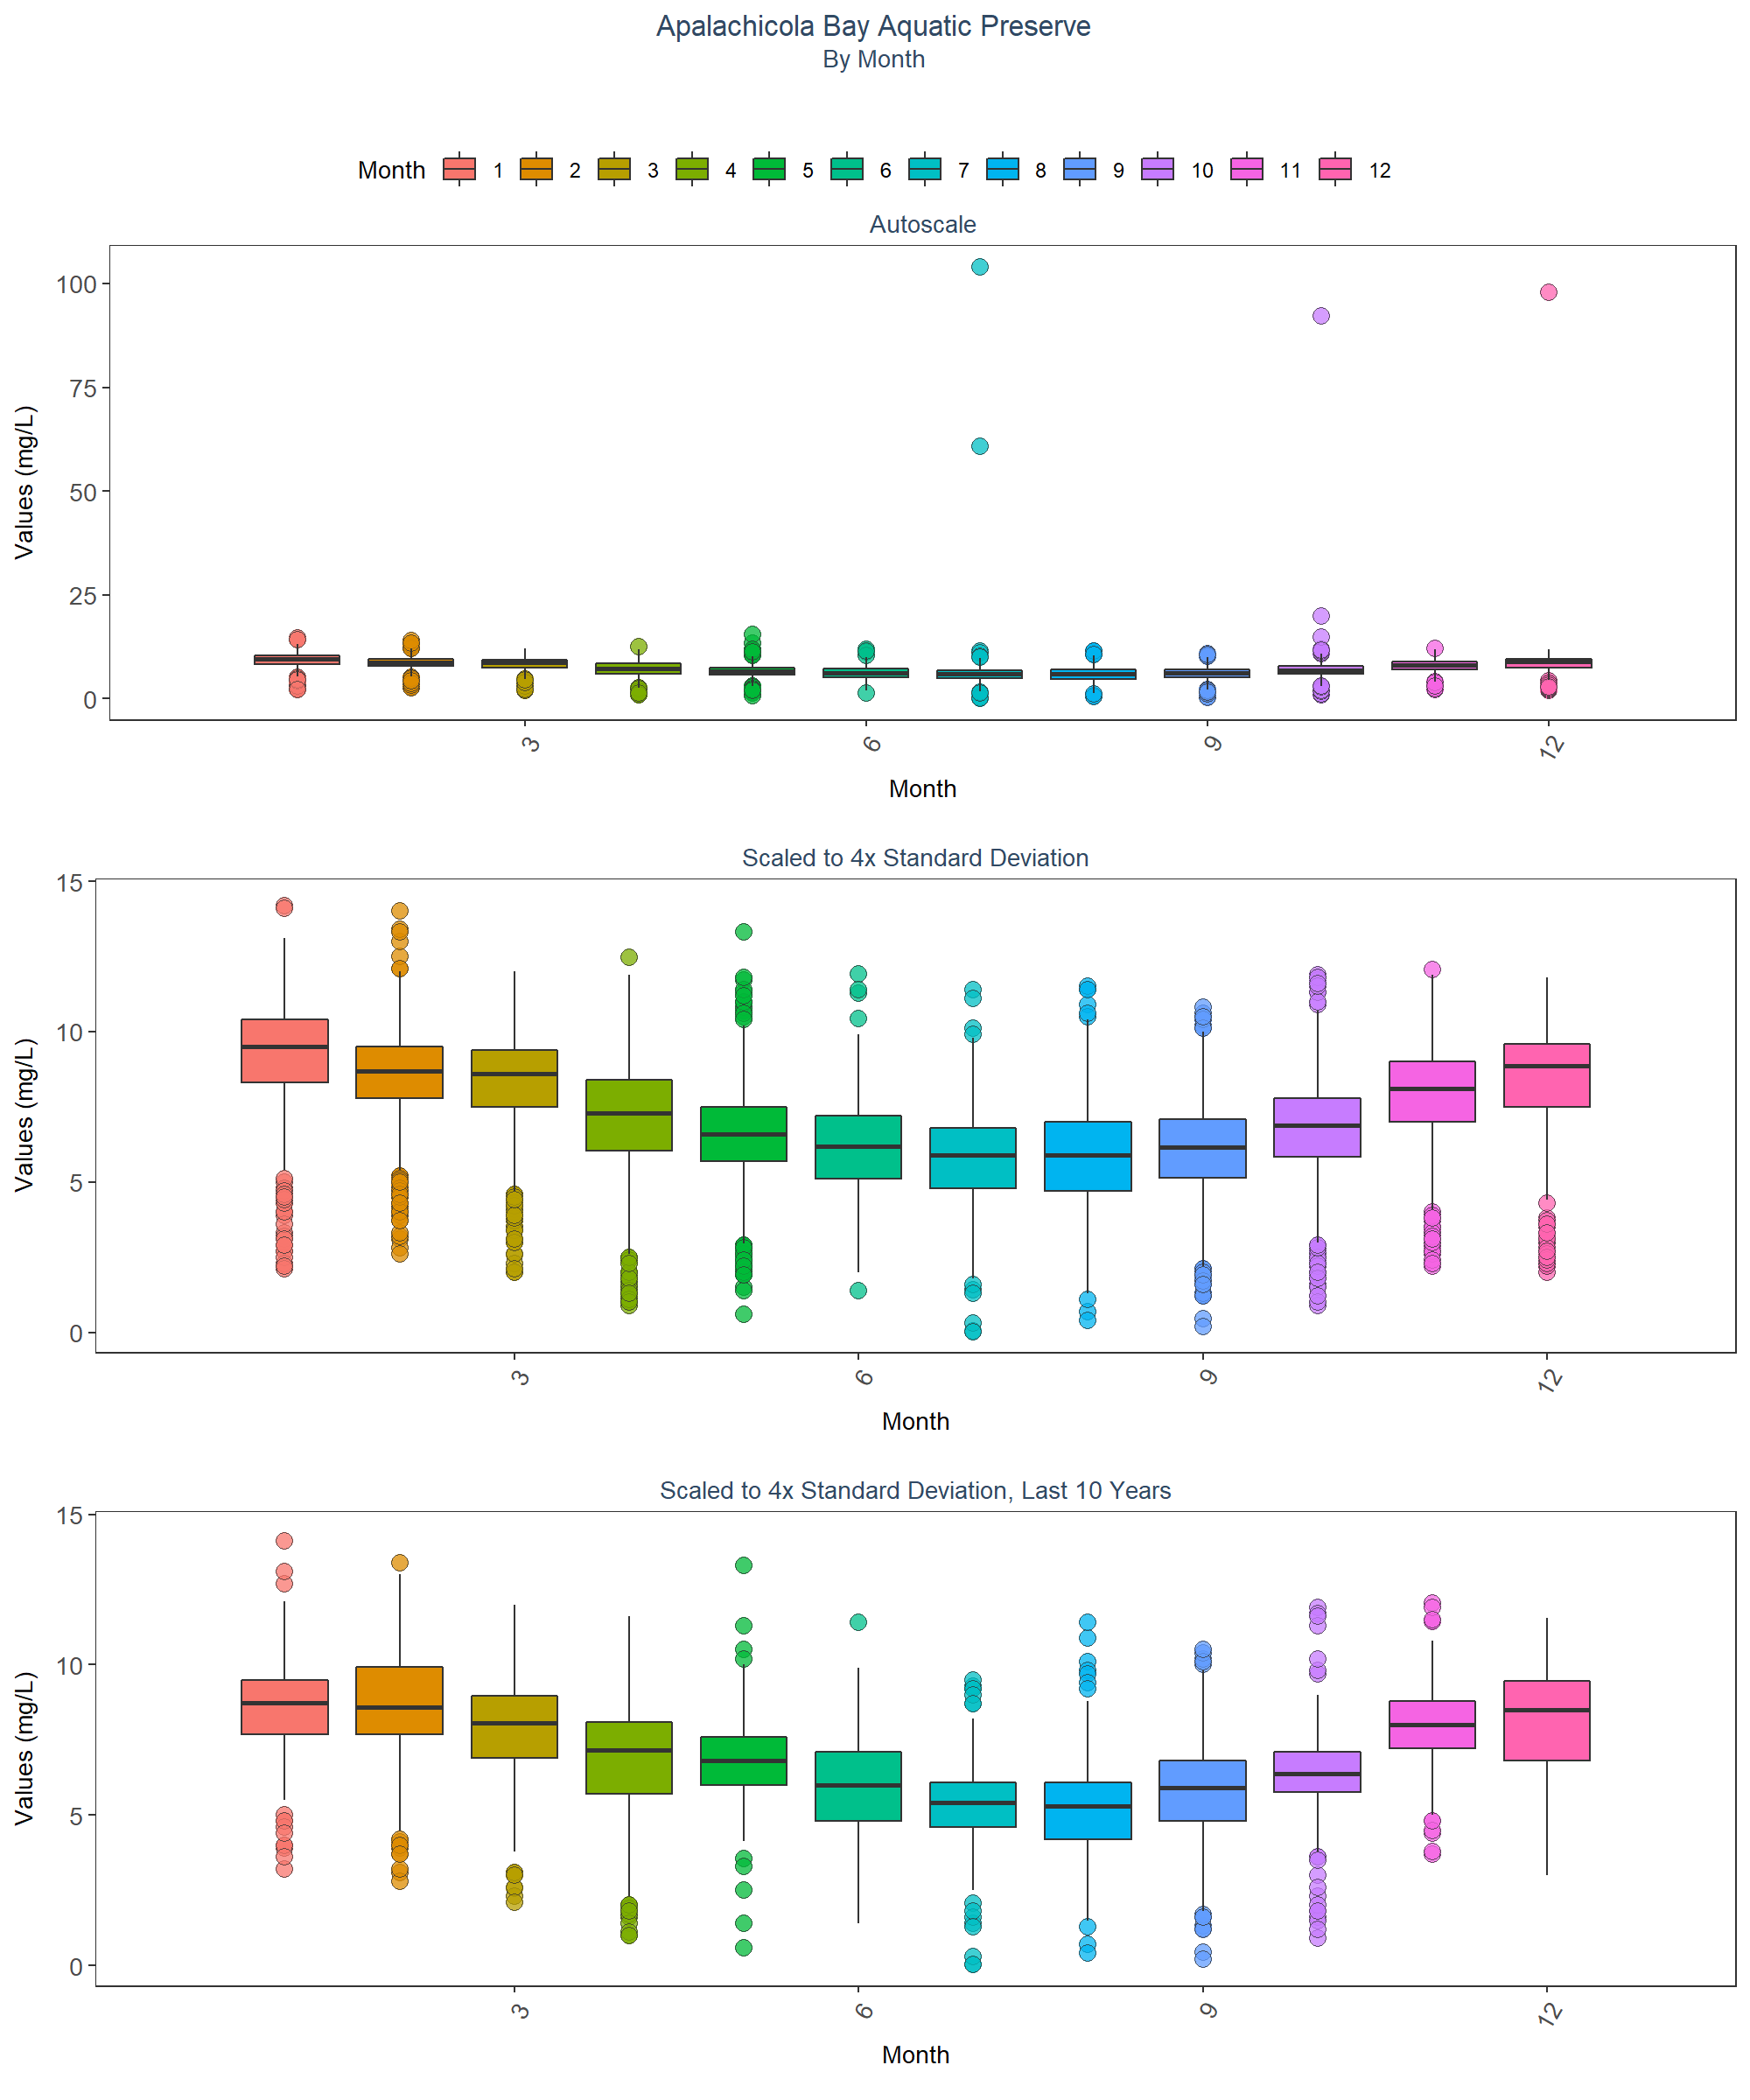 Apalachicola Bay Aquatic Preserve
By Month
Month 1 2 3 4 5 6 7 8 9 10 11 12
Autoscale
100
75
50
25
0
Values (mg/L)
3 6 9 12
Month
Scaled to 4x Standard Deviation
15
10
5
0
Values (mg/L)
3 6 9 12
Month
Scaled to 4x Standard Deviation, Last 10 Years
15
10
5
0
Values (mg/L)
3 6 9 12
Month